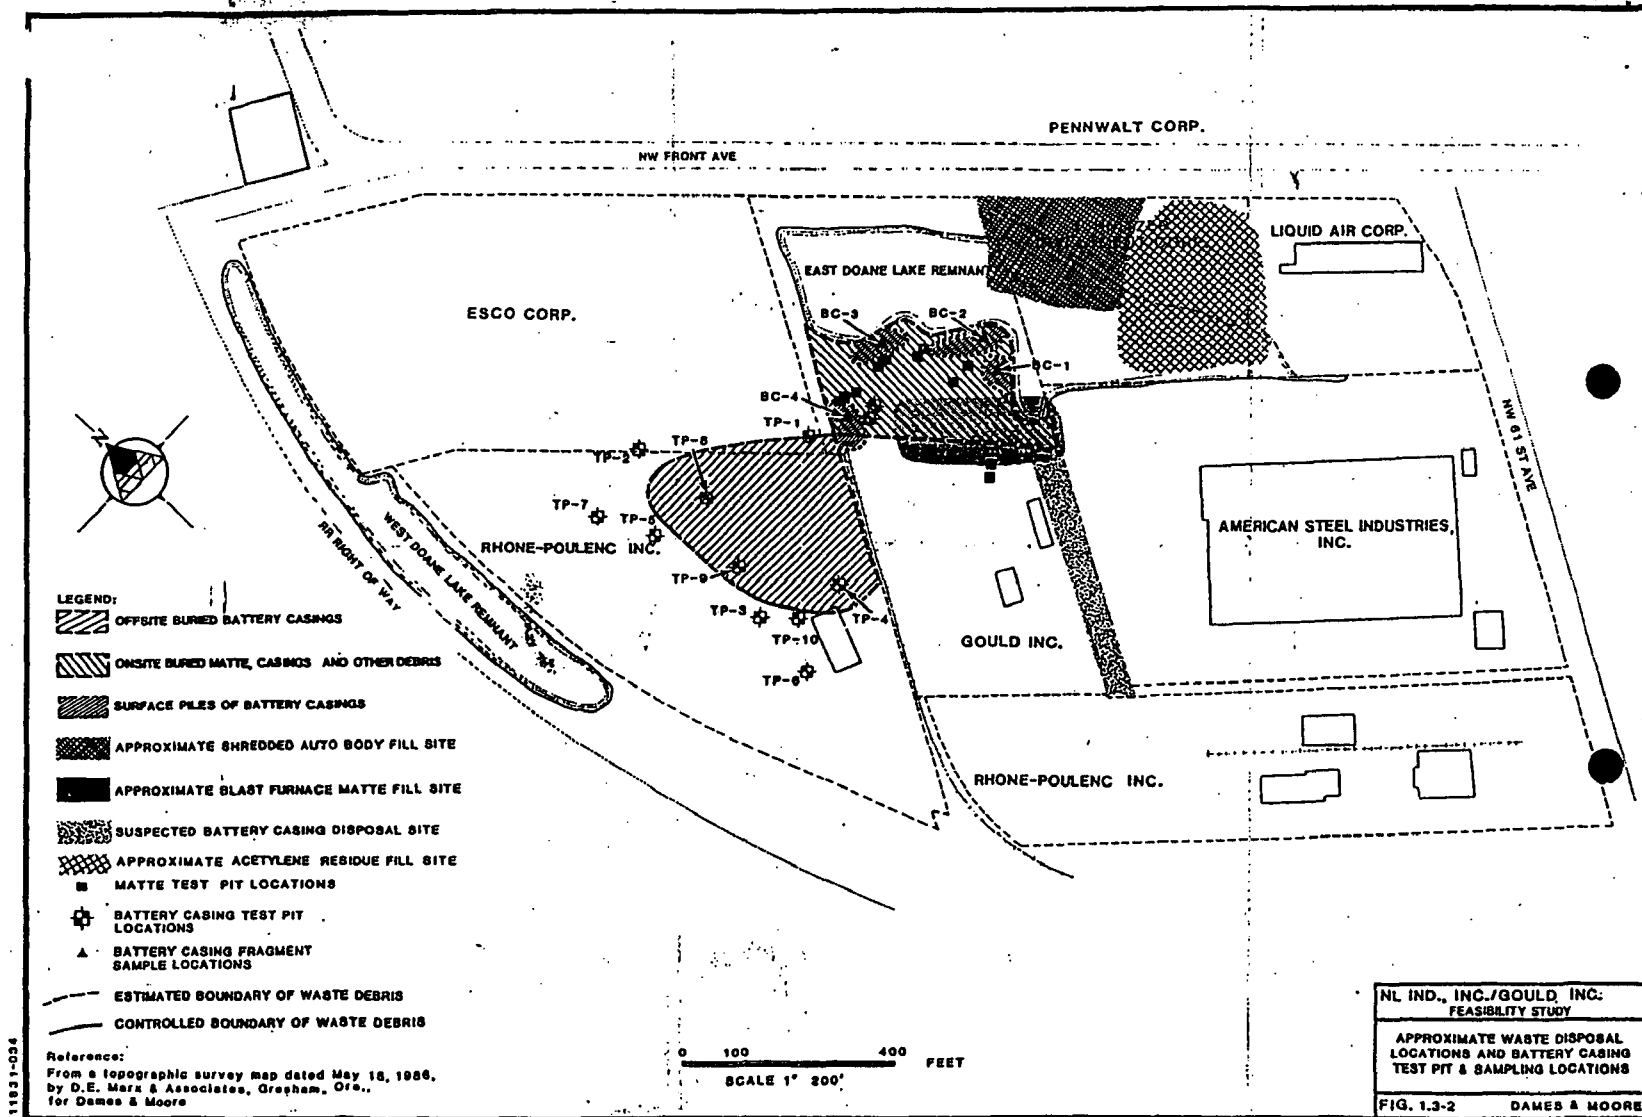 PENNWALT CORP.
NW FRONT AVE
LIQUID AIR CORP.
EAST DOANE LAKE REMNANT
ESCO CORP.
BC-3
BC-2
BC-1
BC-4
TP-1
TP-8
TP-2
NW 61 ST AVE
N
TP-7
TP-5
WEST DOANE LAKE REMNANT
RR RIGHT OF WAY
RHONE-POULENC INC.
AMERICAN STEEL INDUSTRIES,
INC.
TP-9
TP-3
TP-10
TP-4
TP-6
GOULD INC.
RHONE-POULENC INC.
LEGEND:
OFFSITE BURIED BATTERY CASINGS
ONSITE BURIED MATTE, CASINGS AND OTHER DEBRIS
SURFACE PILES OF BATTERY CASINGS
APPROXIMATE SHREDDED AUTO BODY FILL SITE
APPROXIMATE BLAST FURNACE MATTE FILL SITE
SUSPECTED BATTERY CASING DISPOSAL SITE
APPROXIMATE ACETYLENE RESIDUE FILL SITE
MATTE TEST PIT LOCATIONS
BATTERY CASING TEST PIT
LOCATIONS
BATTERY CASING FRAGMENT
SAMPLE LOCATIONS
ESTIMATED BOUNDARY OF WASTE DEBRIS
CONTROLLED BOUNDARY OF WASTE DEBRIS
Reference:
From a topographic survey map dated May 18, 1986,
by D.E. Marx & Associates, Gresham, Ore.,
for Dames & Moore
11831-034
0 100 400 FEET
SCALE 1" 200'
NL IND., INC./GOULD, INC.
FEASIBILITY STUDY
APPROXIMATE WASTE DISPOSAL
LOCATIONS AND BATTERY CASING
TEST PIT & SAMPLING LOCATIONS
FIG. 1.3-2 DAMES & MOORE